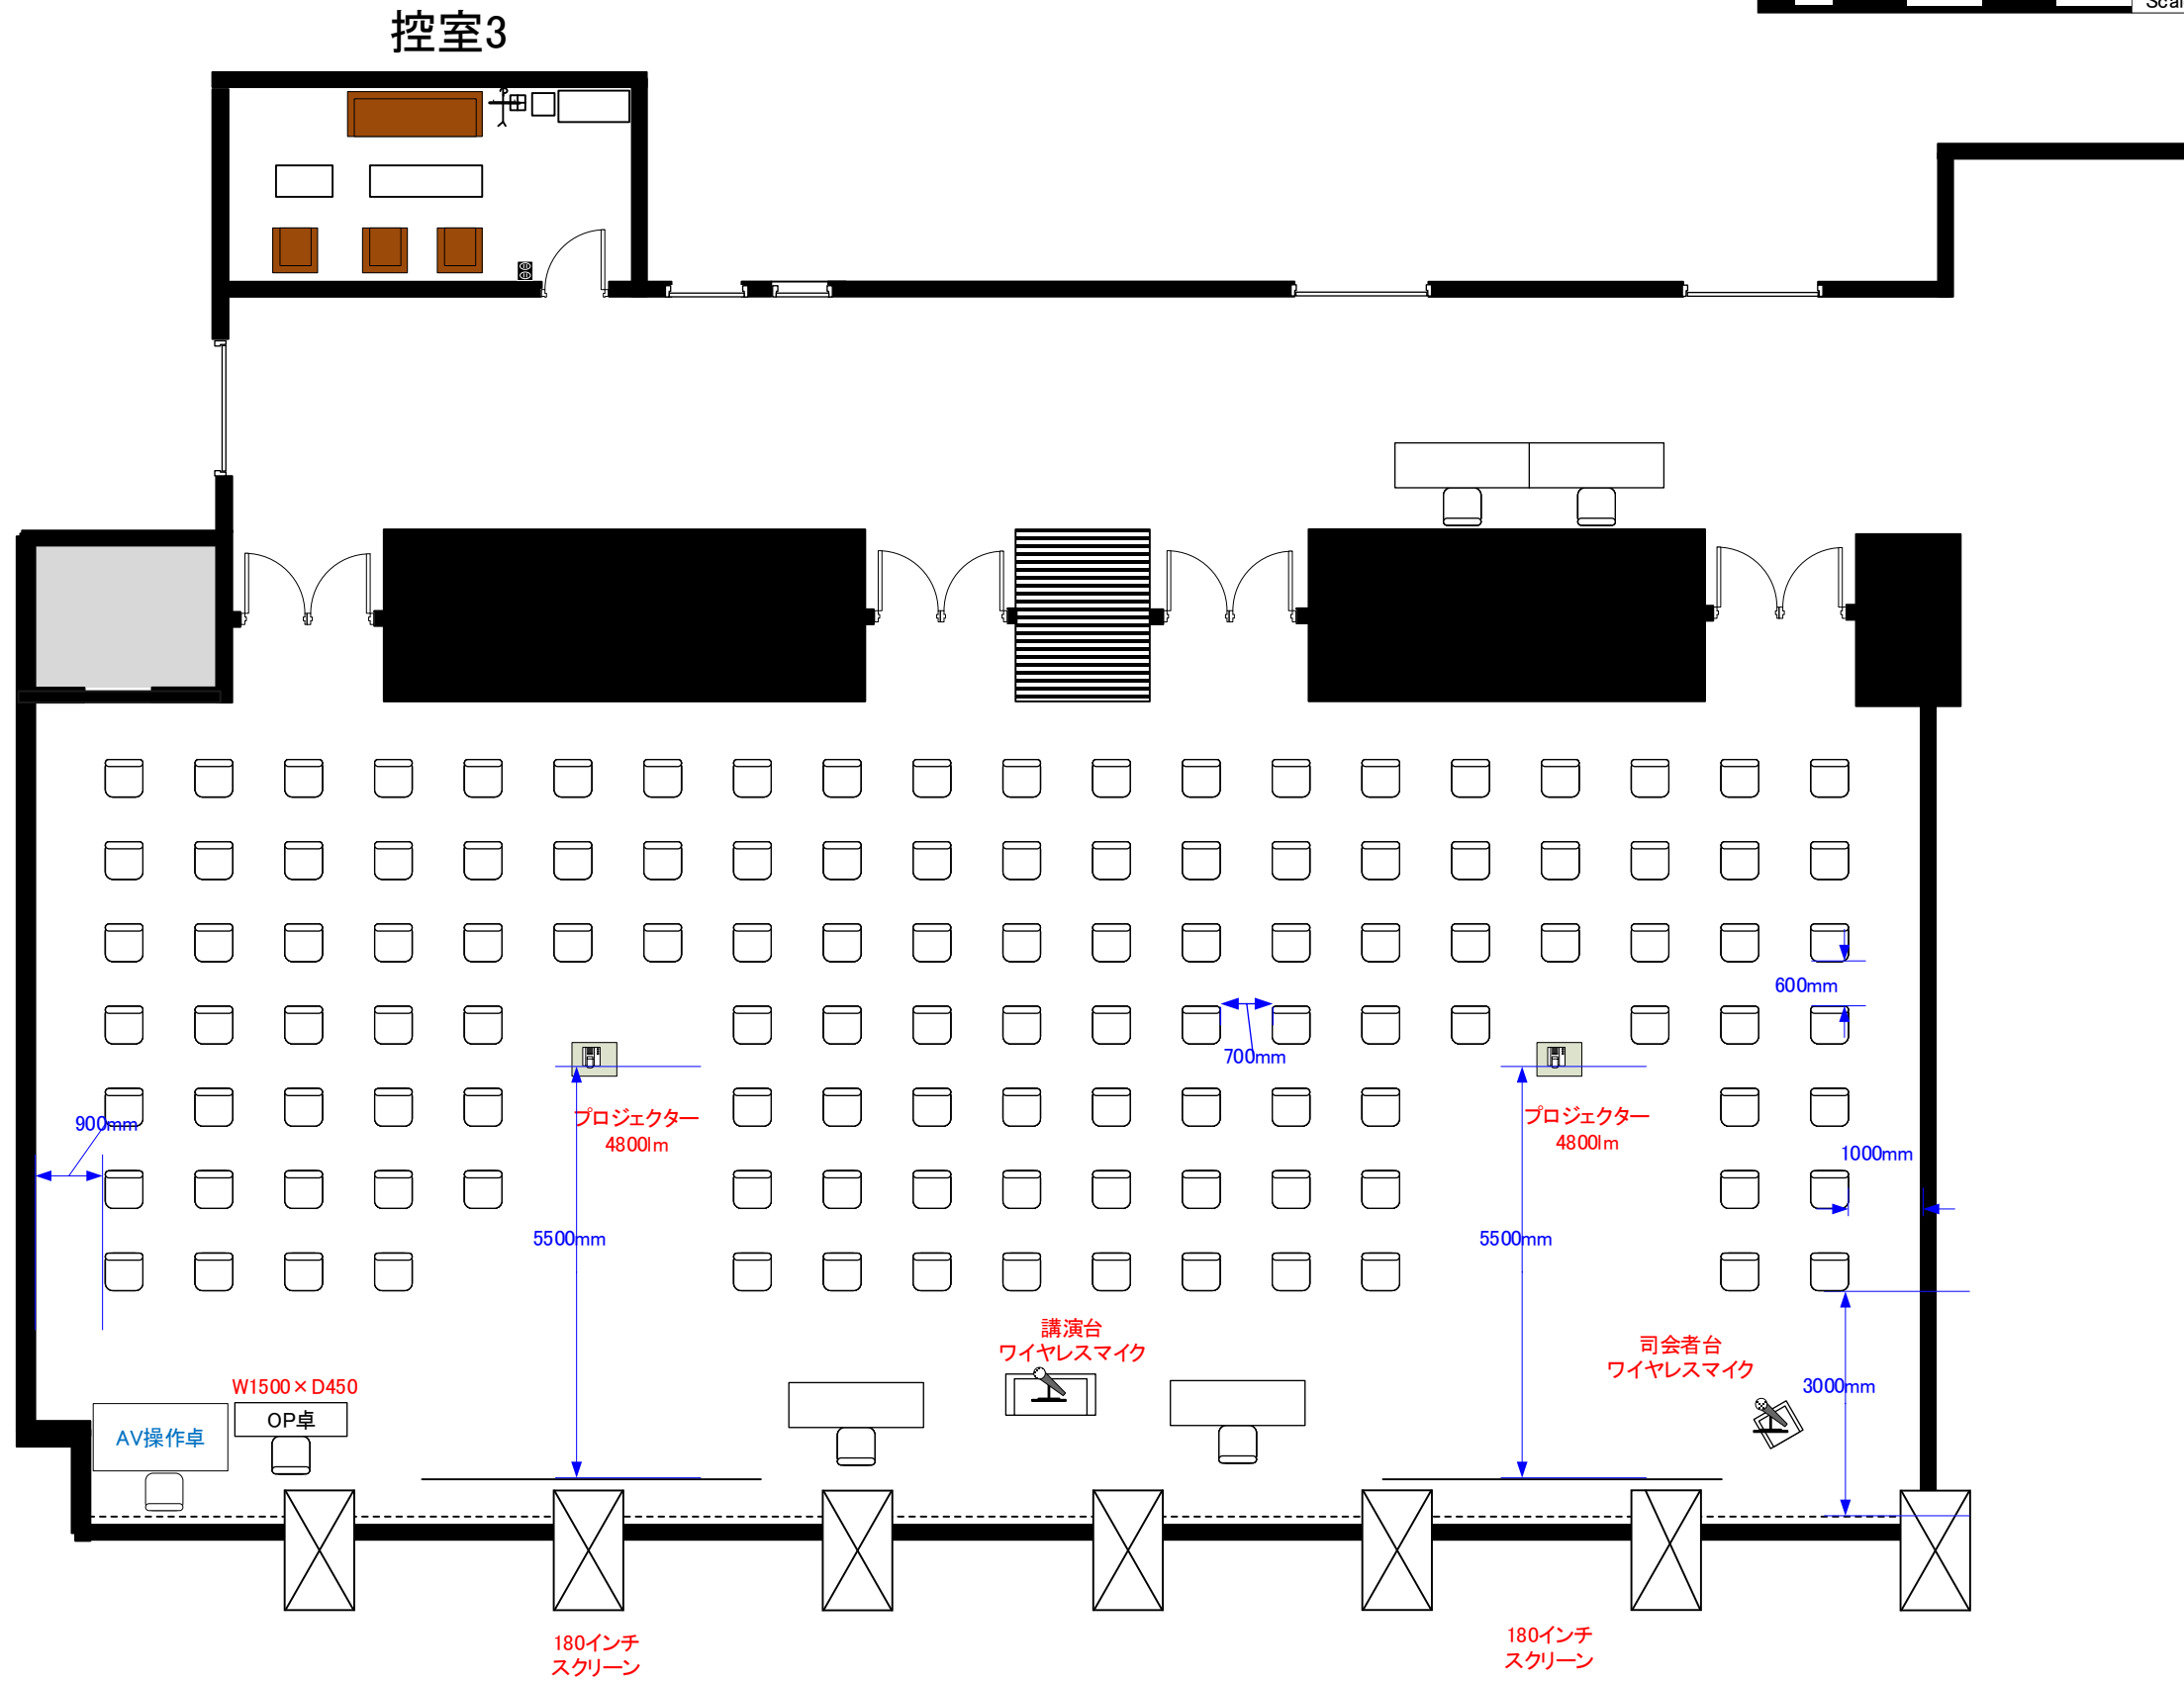 控室3
600mm
700mm
900mm
プロジェクター
4800lm
プロジェクター
4800lm
1000mm
5500mm
5500mm
講演台
ワイヤレスマイク
司会者台
ワイヤレスマイク
3000mm
W1500×D450
OP卓
AV操作卓
180インチ
スクリーン
180インチ
スクリーン